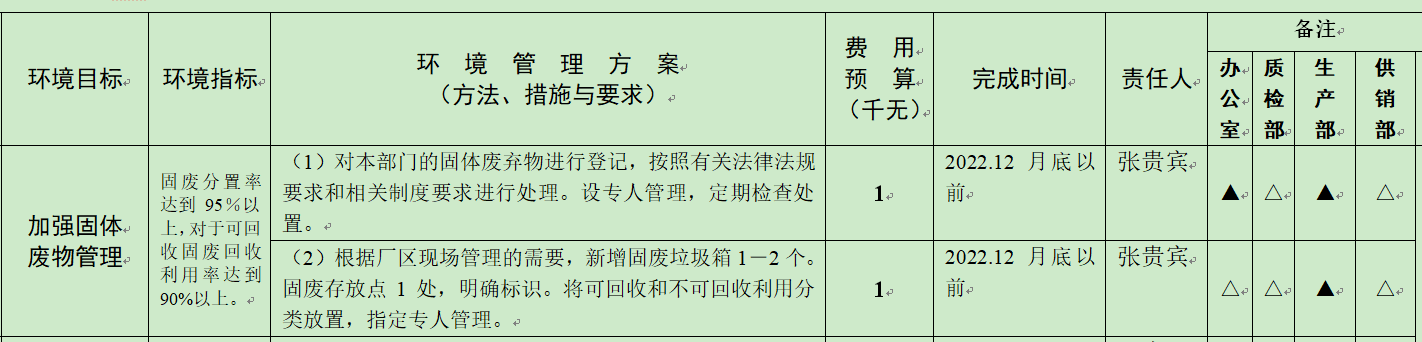 备注
环境目标
环境指标
环 境 管 理 方 案
（方法、措施与要求）
费 用
预 算
（千无）
完成时间
责任人
办
公
室
质
检
部
生
产
部
供
销
部
加强固体
废物管理
固废分置率
达到 95%以
上,对于可回
收固废回收
利用率达到
90%以上。
（1）对本部门的固体废弃物进行登记，按照有关法律法规
要求和相关制度要求进行处理。设专人管理，定期检查处
置。
1
2022.12 月底以
前
张贵宾
▲ △ ▲ △
（2）根据厂区现场管理的需要，新增固废垃圾箱 1－2 个。
固废存放点 1 处，明确标识。将可回收和不可回收利用分
类放置，指定专人管理。
1
2022.12 月底以
前
张贵宾
△ △ ▲ △